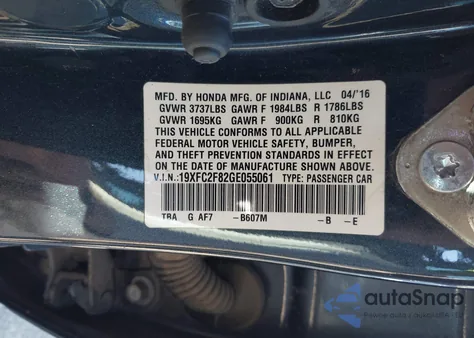 MFD. BY HONDA MFG. OF INDIANA, LLC 04/'16
GVWR 3737LBS GAWR F 1984LBS R 1786LBS
GVWR 1695KG GAWR F 900KG R 810KG
THIS VEHICLE CONFORMS TO ALL APPLICABLE
FEDERAL MOTOR VEHICLE SAFETY, BUMPER,
AND THEFT PREVENTION STANDARDS IN EFFECT
ON THE DATE OF MANUFACTURE SHOWN ABOVE.
V.I.N.:19XFC2F82GE055061 TYPE: PASSENGER CAR
TBA G AF7 -B607M -B -E
autoSnap